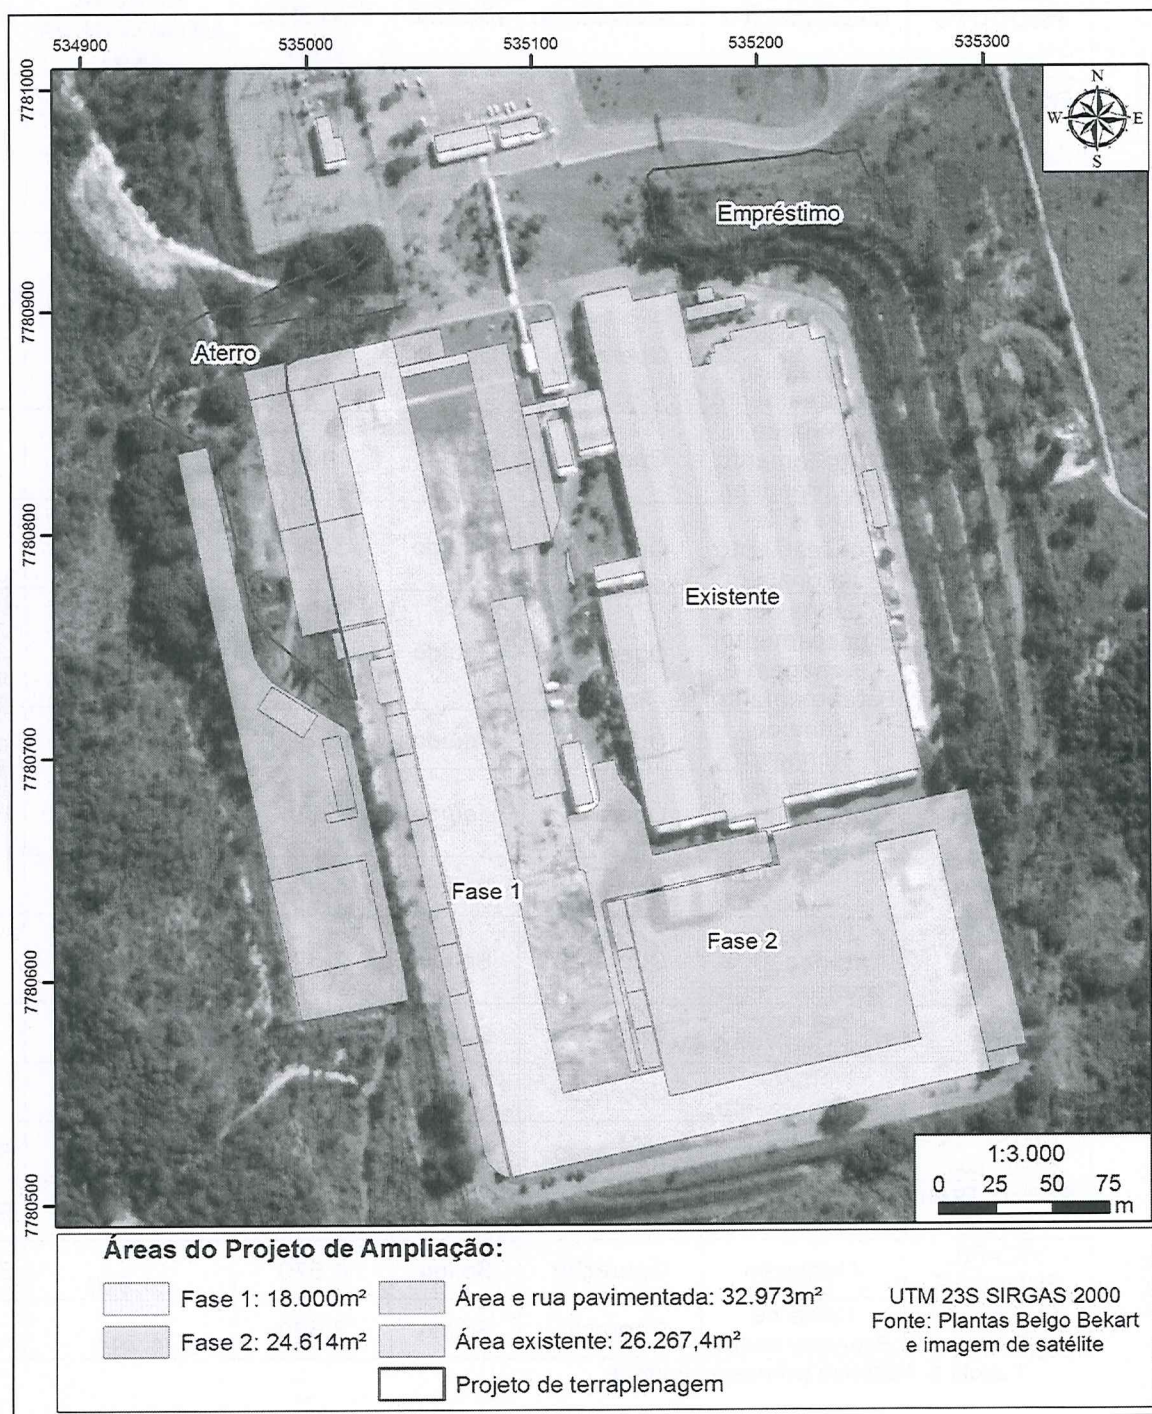 534900 535000 535100 535200 535300
7781000
N
W E
S
Empréstimo
7780900
Aterro
7780800
Existente
7780700
Fase 1
Fase 2
7780600
1:3.000
0 25 50 75
m
7780500
Áreas do Projeto de Ampliação:
Fase 1: 18.000m² Área e rua pavimentada: 32.973m²
Fase 2: 24.614m² Área existente: 26.267,4m²
Projeto de terraplenagem
UTM 23S SIRGAS 2000
Fonte: Plantas Belgo Bekart
e imagem de satélite